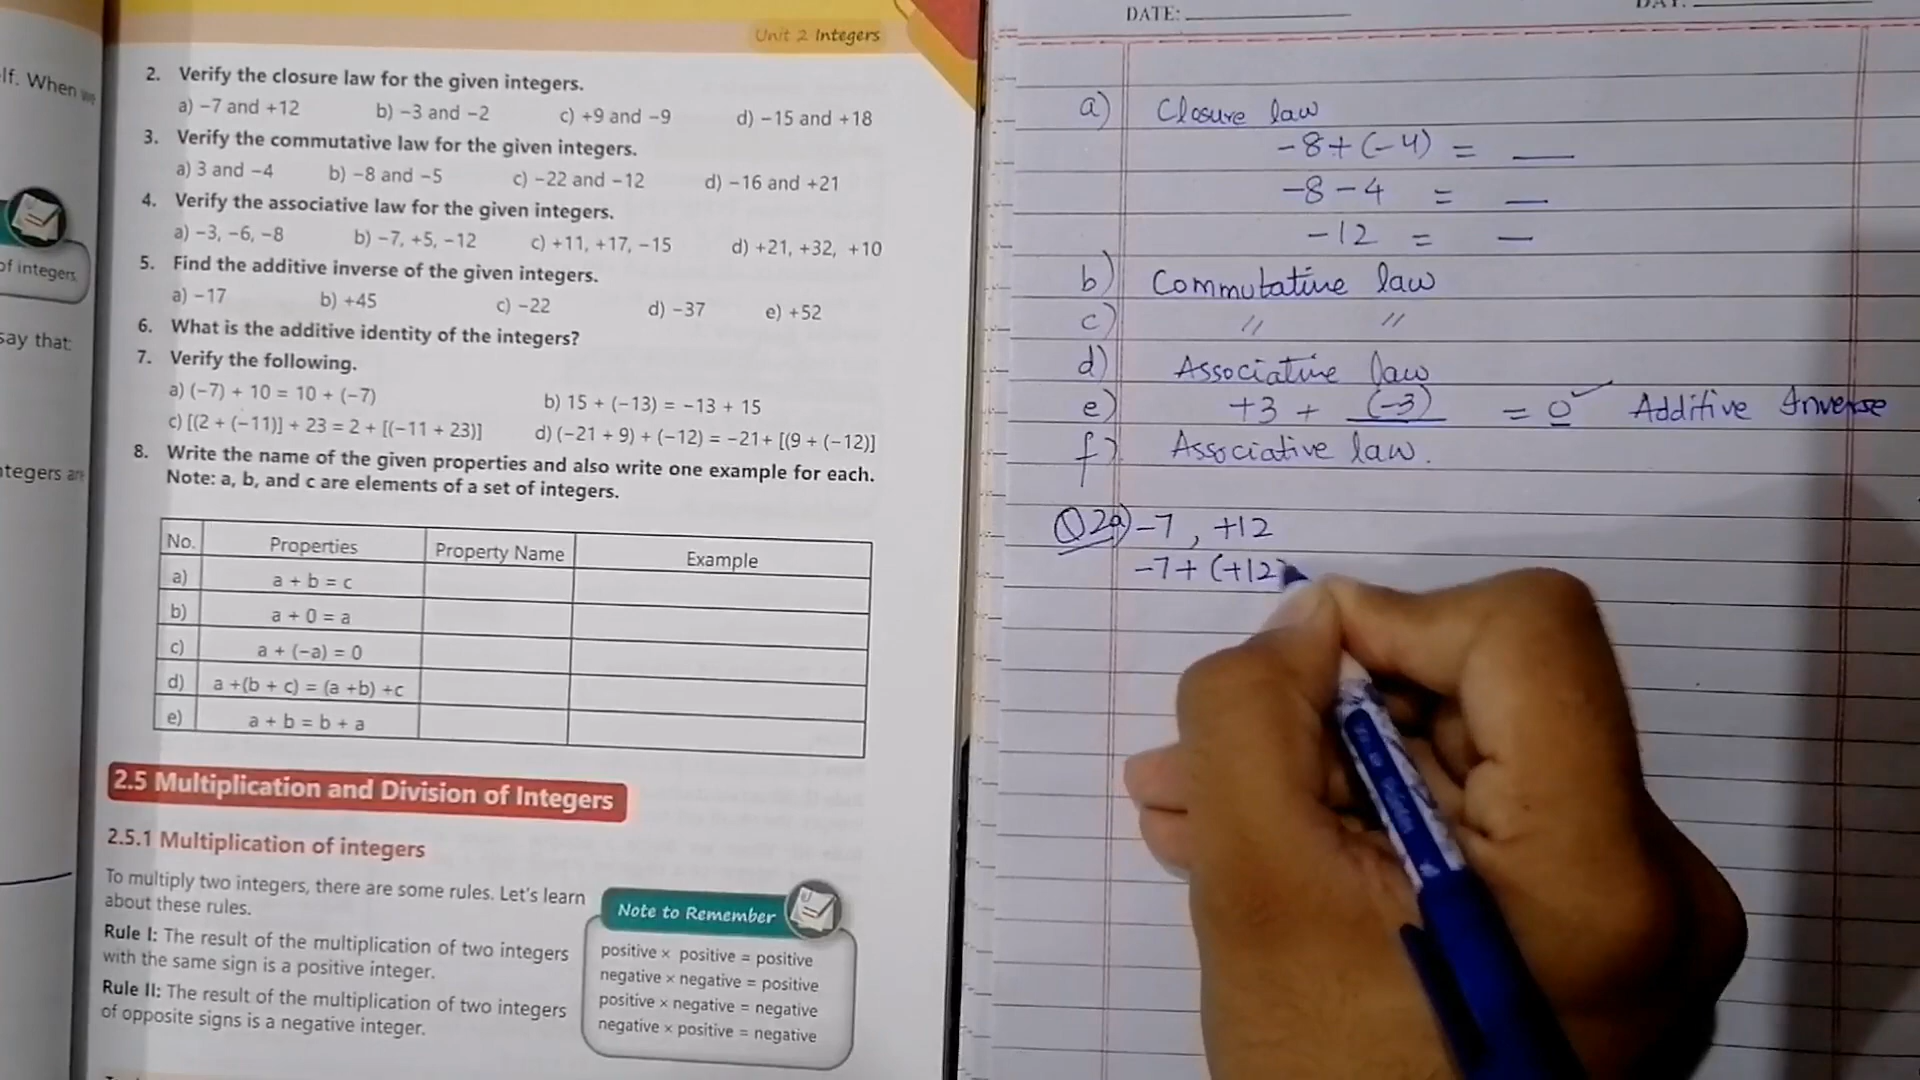 lf. When we
of integers
say that:
ntegers are
Unit 2 Integers
2. Verify the closure law for the given integers.
a) −7 and +12 b) −3 and −2 c) +9 and −9 d) −15 and +18
3. Verify the commutative law for the given integers.
a) 3 and −4 b) −8 and −5 c) −22 and −12 d) −16 and +21
4. Verify the associative law for the given integers.
a) −3, −6, −8 b) −7, +5, −12 c) +11, +17, −15 d) +21, +32, +10
5. Find the additive inverse of the given integers.
a) −17 b) +45 c) −22 d) −37 e) +52
6. What is the additive identity of the integers?
7. Verify the following.
a) (−7) + 10 = 10 + (−7) b) 15 + (−13) = −13 + 15
c) [(2 + (−11)] + 23 = 2 + [(−11 + 23)] d) (−21 + 9) + (−12) = −21+ [(9 + (−12)]
8. Write the name of the given properties and also write one example for each.
Note: a, b, and c are elements of a set of integers.
No. Properties Property Name Example
a) a + b = c
b) a + 0 = a
c) a + (−a) = 0
d) a +(b + c) = (a +b) +c
e) a + b = b + a
2.5 Multiplication and Division of Integers
2.5.1 Multiplication of integers
To multiply two integers, there are some rules. Let's learn
about these rules.
Rule I: The result of the multiplication of two integers
with the same sign is a positive integer.
Rule II: The result of the multiplication of two integers
of opposite signs is a negative integer.
Note to Remember
positive × positive = positive
negative × negative = positive
positive × negative = negative
negative × positive = negative
DATE: DAY:
a) Closure law
-8+(-4) = __
-8-4 = __
-12 = __
b) Commutative law
c) // //
d) Associative law
e) +3 + (-3) = 0 ✓ Additive Inverse
f) Associative law.
Q2a) -7 , +12
-7+(+12)